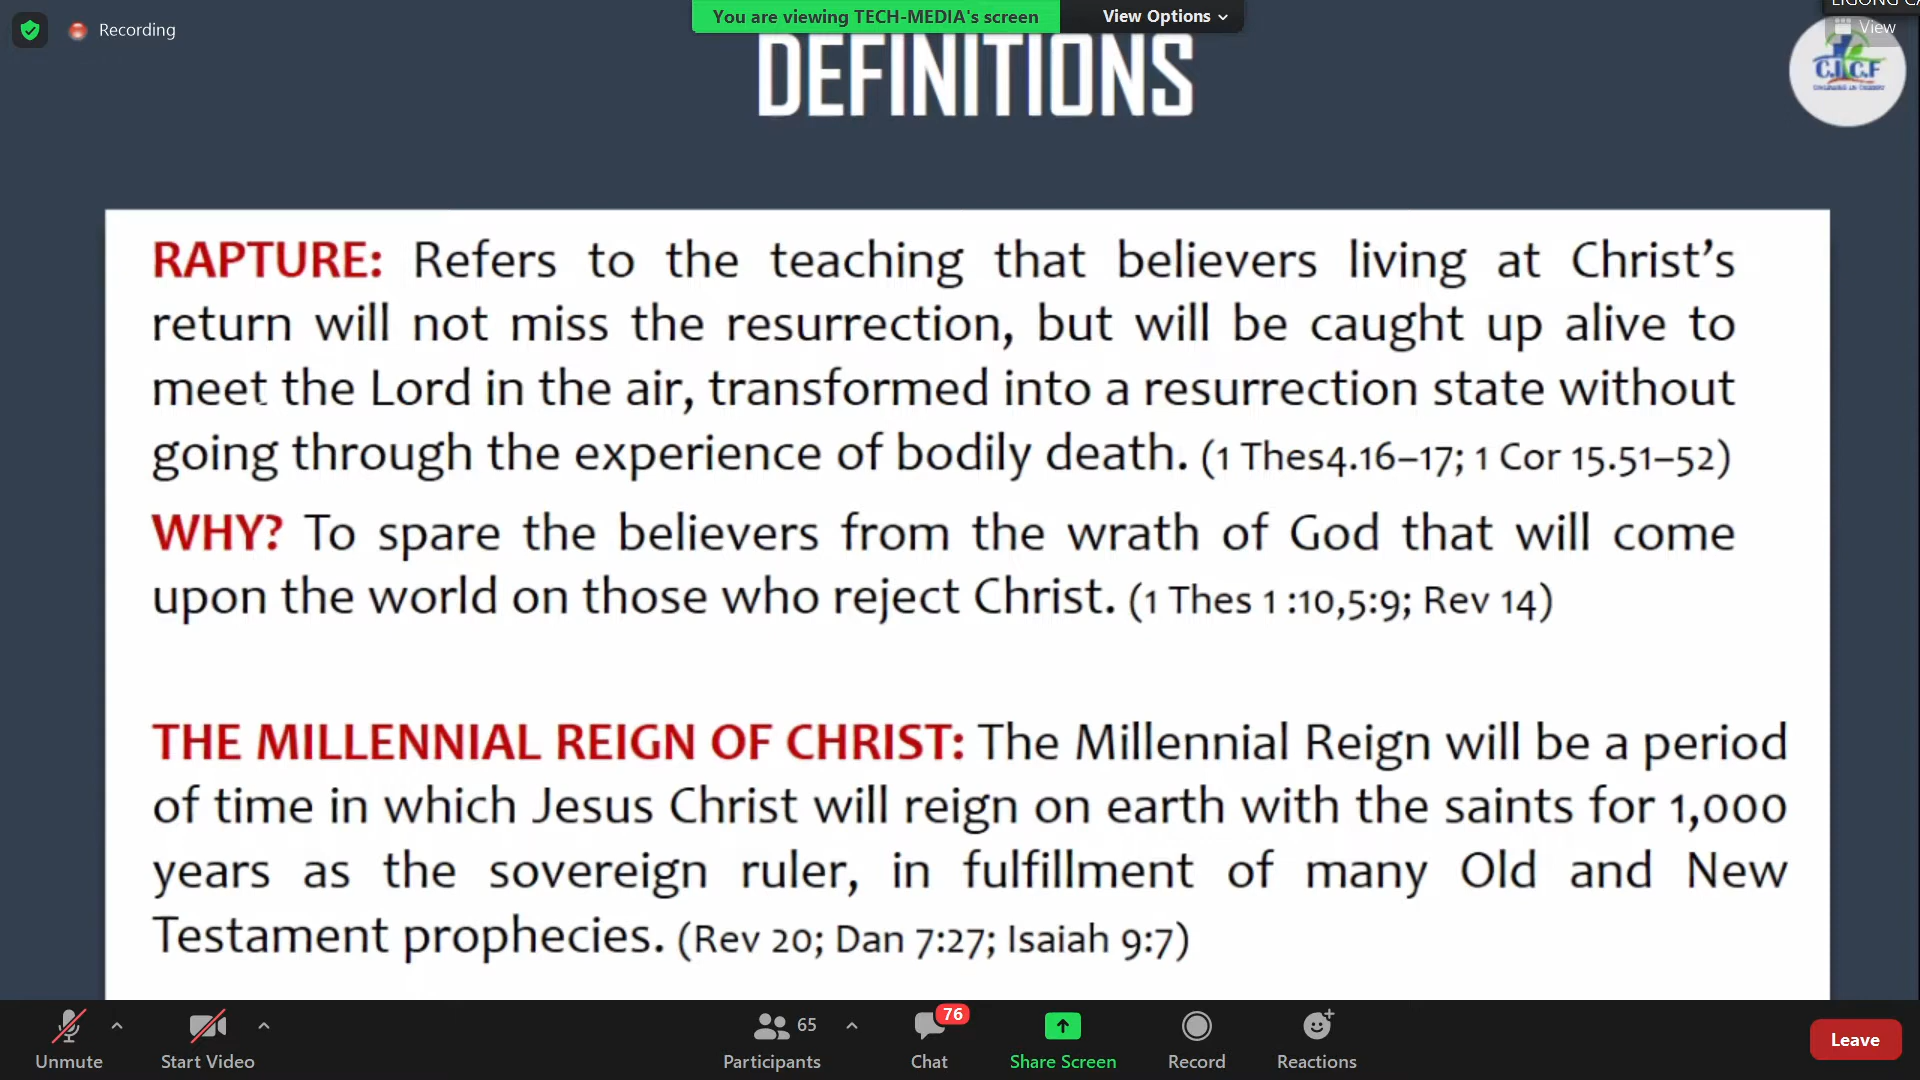 You are viewing TECH-MEDIA's screen
View Options
Recording
View
DEFINITIONS
C.I.C.F
RAPTURE: Refers to the teaching that believers living at Christ's
return will not miss the resurrection, but will be caught up alive to
meet the Lord in the air, transformed into a resurrection state without
going through the experience of bodily death. (1 Thes4.16–17; 1 Cor 15.51–52)
WHY? To spare the believers from the wrath of God that will come
upon the world on those who reject Christ. (1 Thes 1 :10,5:9; Rev 14)
THE MILLENNIAL REIGN OF CHRIST: The Millennial Reign will be a period
of time in which Jesus Christ will reign on earth with the saints for 1,000
years as the sovereign ruler, in fulfillment of many Old and New
Testament prophecies. (Rev 20; Dan 7:27; Isaiah 9:7)
65
76
Unmute
Start Video
Participants
Chat
Share Screen
Record
Reactions
Leave